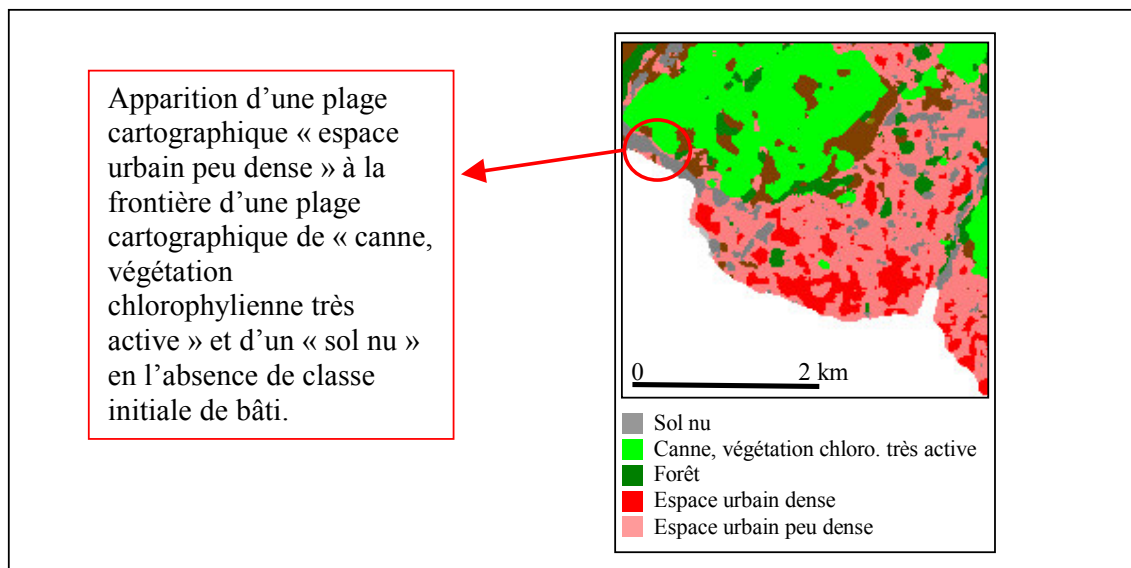 Apparition d’une plage
cartographique « espace
urbain peu dense » à la
frontière d’une plage
cartographique de « canne,
végétation
chlorophylienne très
active » et d’un « sol nu »
en l’absence de classe
initiale de bâti.
0 2 km
Sol nu
Canne, végétation chloro. très active
Forêt
Espace urbain dense
Espace urbain peu dense